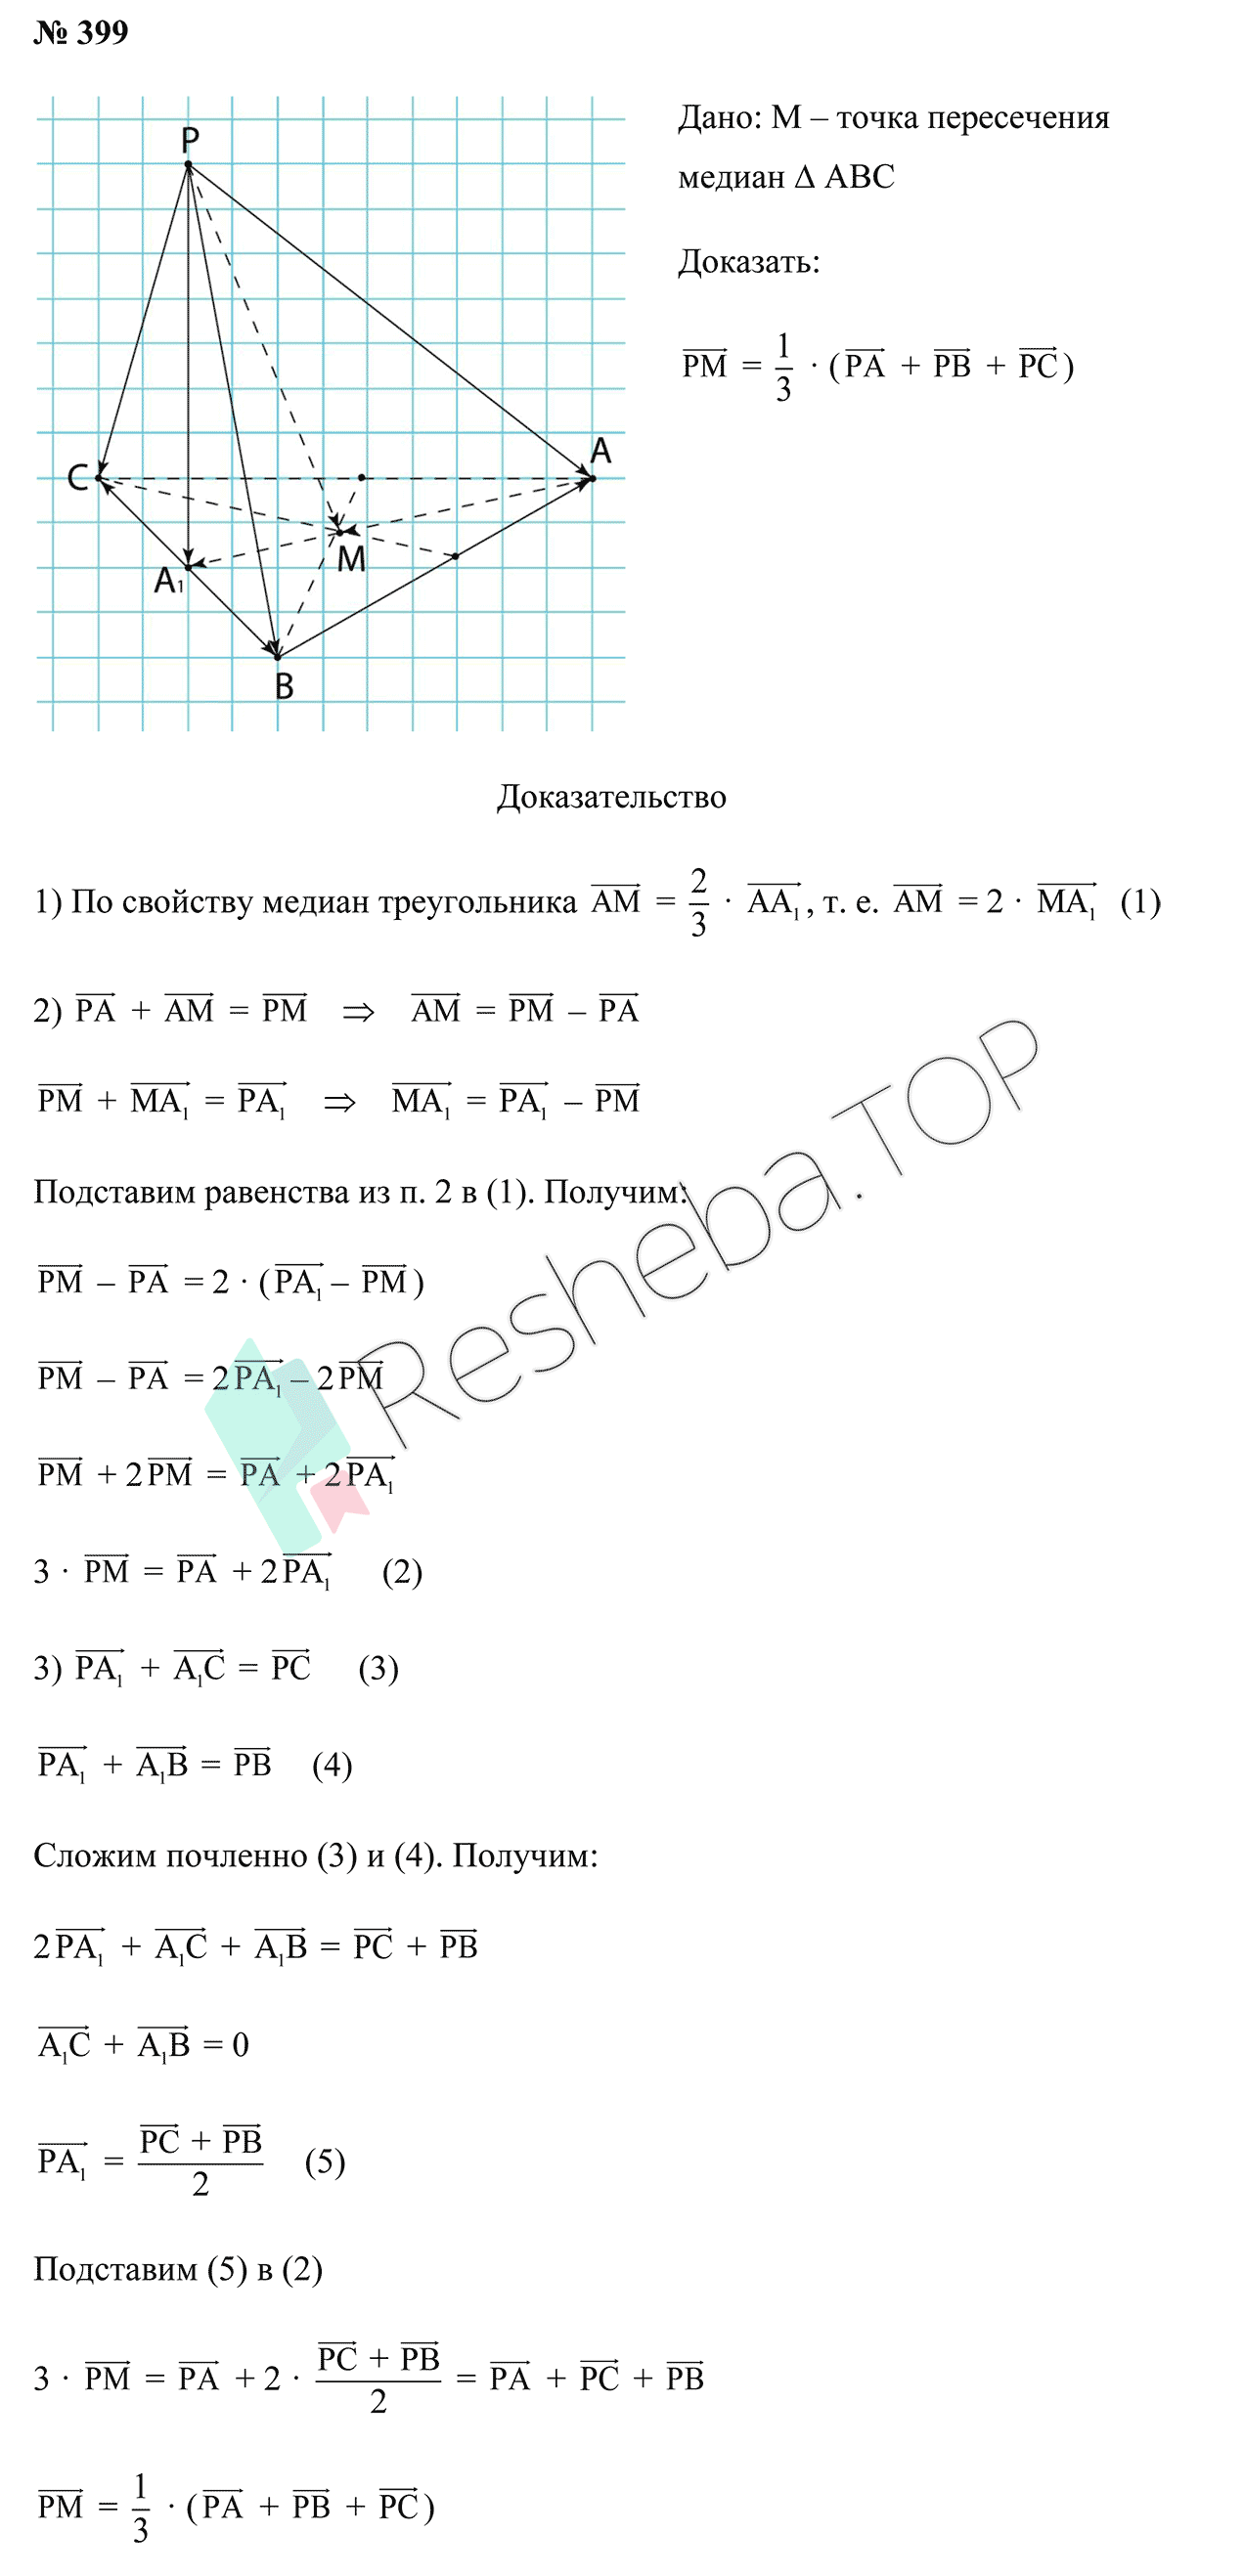 № 399
P
C
A
A₁
M
B
Дано: M – точка пересечения
медиан Δ ABC
Доказать:
$\overrightarrow{PM} = \frac{1}{3} \cdot (\overrightarrow{PA} + \overrightarrow{PB} + \overrightarrow{PC})$
Доказательство
1) По свойству медиан треугольника $\overrightarrow{AM} = \frac{2}{3} \cdot \overrightarrow{AA_1}$, т. е. $\overrightarrow{AM} = 2 \cdot \overrightarrow{MA_1}$ (1)
2) $\overrightarrow{PA} + \overrightarrow{AM} = \overrightarrow{PM} \Rightarrow \overrightarrow{AM} = \overrightarrow{PM} – \overrightarrow{PA}$
$\overrightarrow{PM} + \overrightarrow{MA_1} = \overrightarrow{PA_1} \Rightarrow \overrightarrow{MA_1} = \overrightarrow{PA_1} – \overrightarrow{PM}$
Подставим равенства из п. 2 в (1). Получим:
$\overrightarrow{PM} – \overrightarrow{PA} = 2 \cdot (\overrightarrow{PA_1} – \overrightarrow{PM})$
$\overrightarrow{PM} – \overrightarrow{PA} = 2\overrightarrow{PA_1} – 2\overrightarrow{PM}$
$\overrightarrow{PM} + 2\overrightarrow{PM} = \overrightarrow{PA} + 2\overrightarrow{PA_1}$
$3 \cdot \overrightarrow{PM} = \overrightarrow{PA} + 2\overrightarrow{PA_1}$ (2)
3) $\overrightarrow{PA_1} + \overrightarrow{A_1C} = \overrightarrow{PC}$ (3)
$\overrightarrow{PA_1} + \overrightarrow{A_1B} = \overrightarrow{PB}$ (4)
Сложим почленно (3) и (4). Получим:
$2\overrightarrow{PA_1} + \overrightarrow{A_1C} + \overrightarrow{A_1B} = \overrightarrow{PC} + \overrightarrow{PB}$
$\overrightarrow{A_1C} + \overrightarrow{A_1B} = 0$
$\overrightarrow{PA_1} = \frac{\overrightarrow{PC} + \overrightarrow{PB}}{2}$ (5)
Подставим (5) в (2)
$3 \cdot \overrightarrow{PM} = \overrightarrow{PA} + 2 \cdot \frac{\overrightarrow{PC} + \overrightarrow{PB}}{2} = \overrightarrow{PA} + \overrightarrow{PC} + \overrightarrow{PB}$
$\overrightarrow{PM} = \frac{1}{3} \cdot (\overrightarrow{PA} + \overrightarrow{PB} + \overrightarrow{PC})$
Resheba.TOP